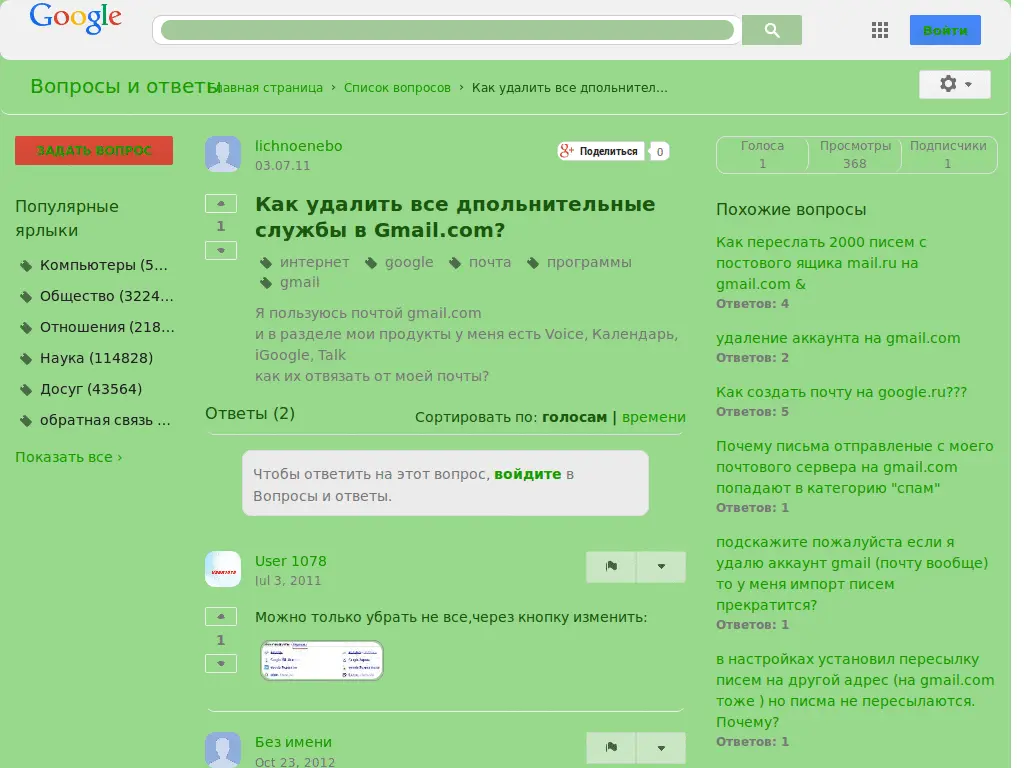 Google
Войти
Вопросы и ответы
Главная страница › Список вопросов › Как удалить все дпольнител...
ЗАДАТЬ ВОПРОС
Популярные
ярлыки
Компьютеры (5...
Общество (3224...
Отношения (218...
Наука (114828)
Досуг (43564)
обратная связь ...
Показать все ›
lichnoenebo
03.07.11
Поделиться 0
1
Как удалить все дпольнительные
службы в Gmail.com?
интернет google почта программы
gmail
Я пользуюсь почтой gmail.com
и в разделе мои продукты у меня есть Voice, Календарь,
iGoogle, Talk
как их отвязать от моей почты?
Ответы (2)
Сортировать по: голосам | времени
Чтобы ответить на этот вопрос, войдите в
Вопросы и ответы.
User 1078
Jul 3, 2011
1
Можно только убрать не все,через кнопку изменить:
Без имени
Oct 23, 2012
Голоса Просмотры Подписчики
1 368 1
Похожие вопросы
Как переслать 2000 писем с
постового ящика mail.ru на
gmail.com &
Ответов: 4
удаление аккаунта на gmail.com
Ответов: 2
Как создать почту на google.ru???
Ответов: 5
Почему письма отправленые с моего
почтового сервера на gmail.com
попадают в категорию "спам"
Ответов: 1
подскажите пожалуйста если я
удалю аккаунт gmail (почту вообще)
то у меня импорт писем
прекратится?
Ответов: 1
в настройках установил пересылку
писем на другой адрес (на gmail.com
тоже ) но писма не пересылаются.
Почему?
Ответов: 1